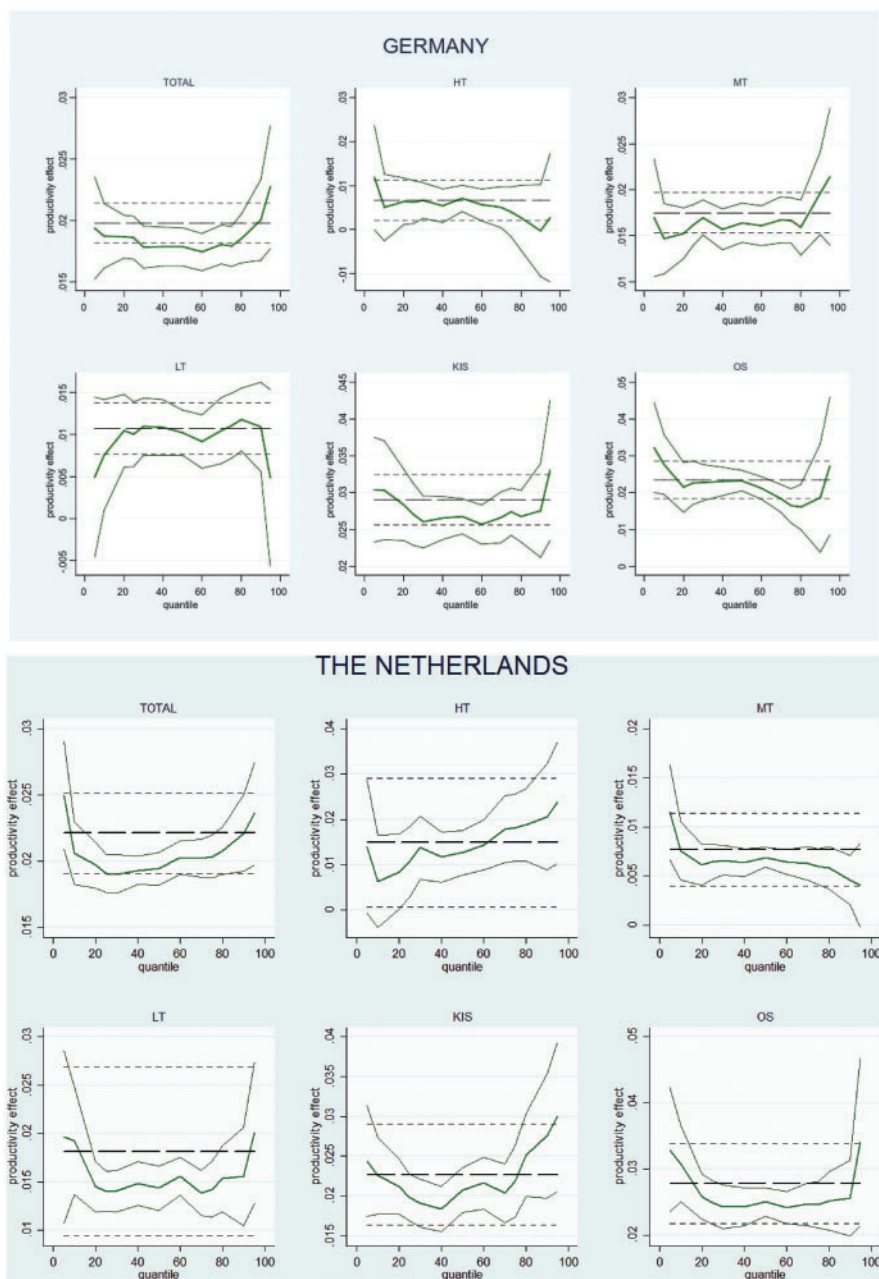 GERMANY
TOTAL HT MT
productivity effect
.015 .02 .025 .03
0 20 40 60 80 100
quantile
productivity effect
-.01 0 .01 .02 .03
0 20 40 60 80 100
quantile
productivity effect
.01 .015 .02 .025 .03
0 20 40 60 80 100
quantile
LT KIS OS
productivity effect
-.005 0 .005 .01 .015
0 20 40 60 80 100
quantile
productivity effect
.02 .025 .03 .035 .04 .045
0 20 40 60 80 100
quantile
productivity effect
0 .01 .02 .03 .04 .05
0 20 40 60 80 100
quantile
THE NETHERLANDS
TOTAL HT MT
productivity effect
.015 .02 .025 .03
0 20 40 60 80 100
quantile
productivity effect
0 .01 .02 .03 .04
0 20 40 60 80 100
quantile
productivity effect
0 .005 .01 .015 .02
0 20 40 60 80 100
quantile
LT KIS OS
productivity effect
.01 .015 .02 .025 .03
0 20 40 60 80 100
quantile
productivity effect
.015 .02 .025 .03 .035 .04
0 20 40 60 80 100
quantile
productivity effect
.02 .03 .04 .05
0 20 40 60 80 100
quantile